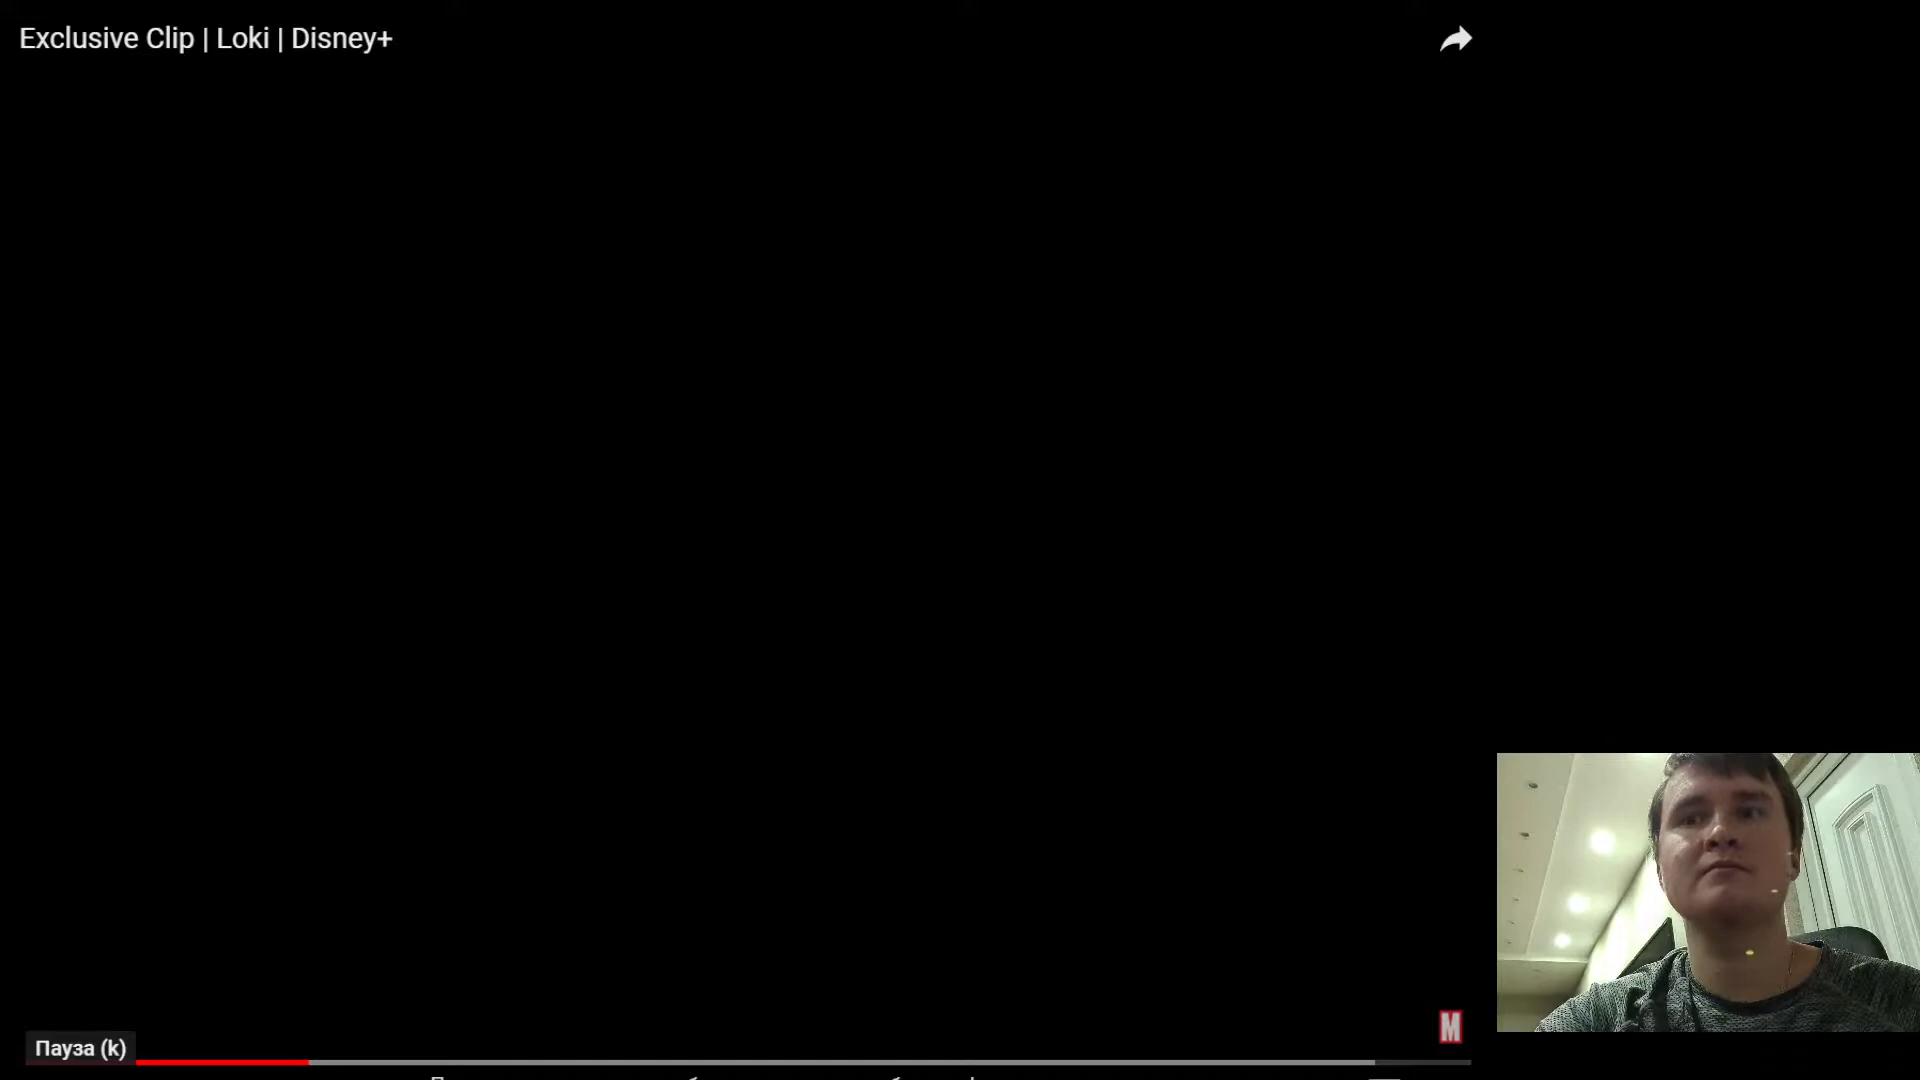 Exclusive Clip | Loki | Disney+
M
Пауза (k)